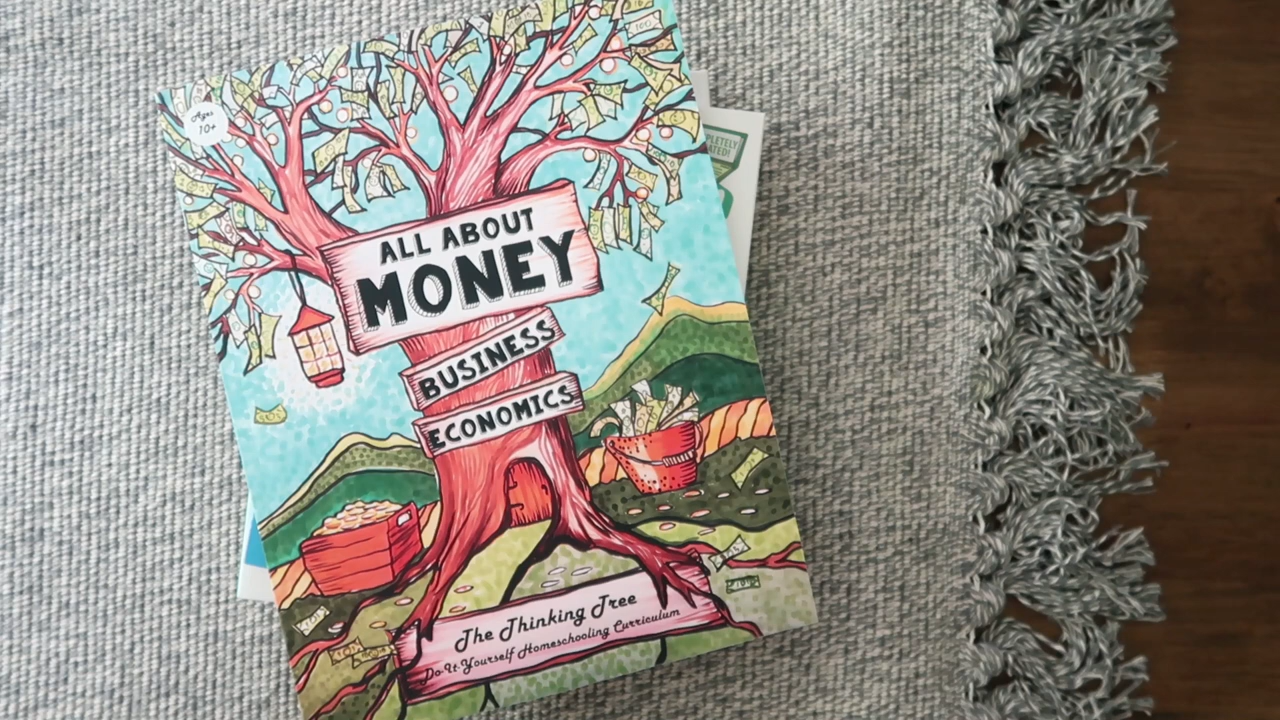 Ages
10+
ALL ABOUT
MONEY
BUSINESS
ECONOMICS
The Thinking Tree
Do-It-Yourself Homeschooling Curriculum